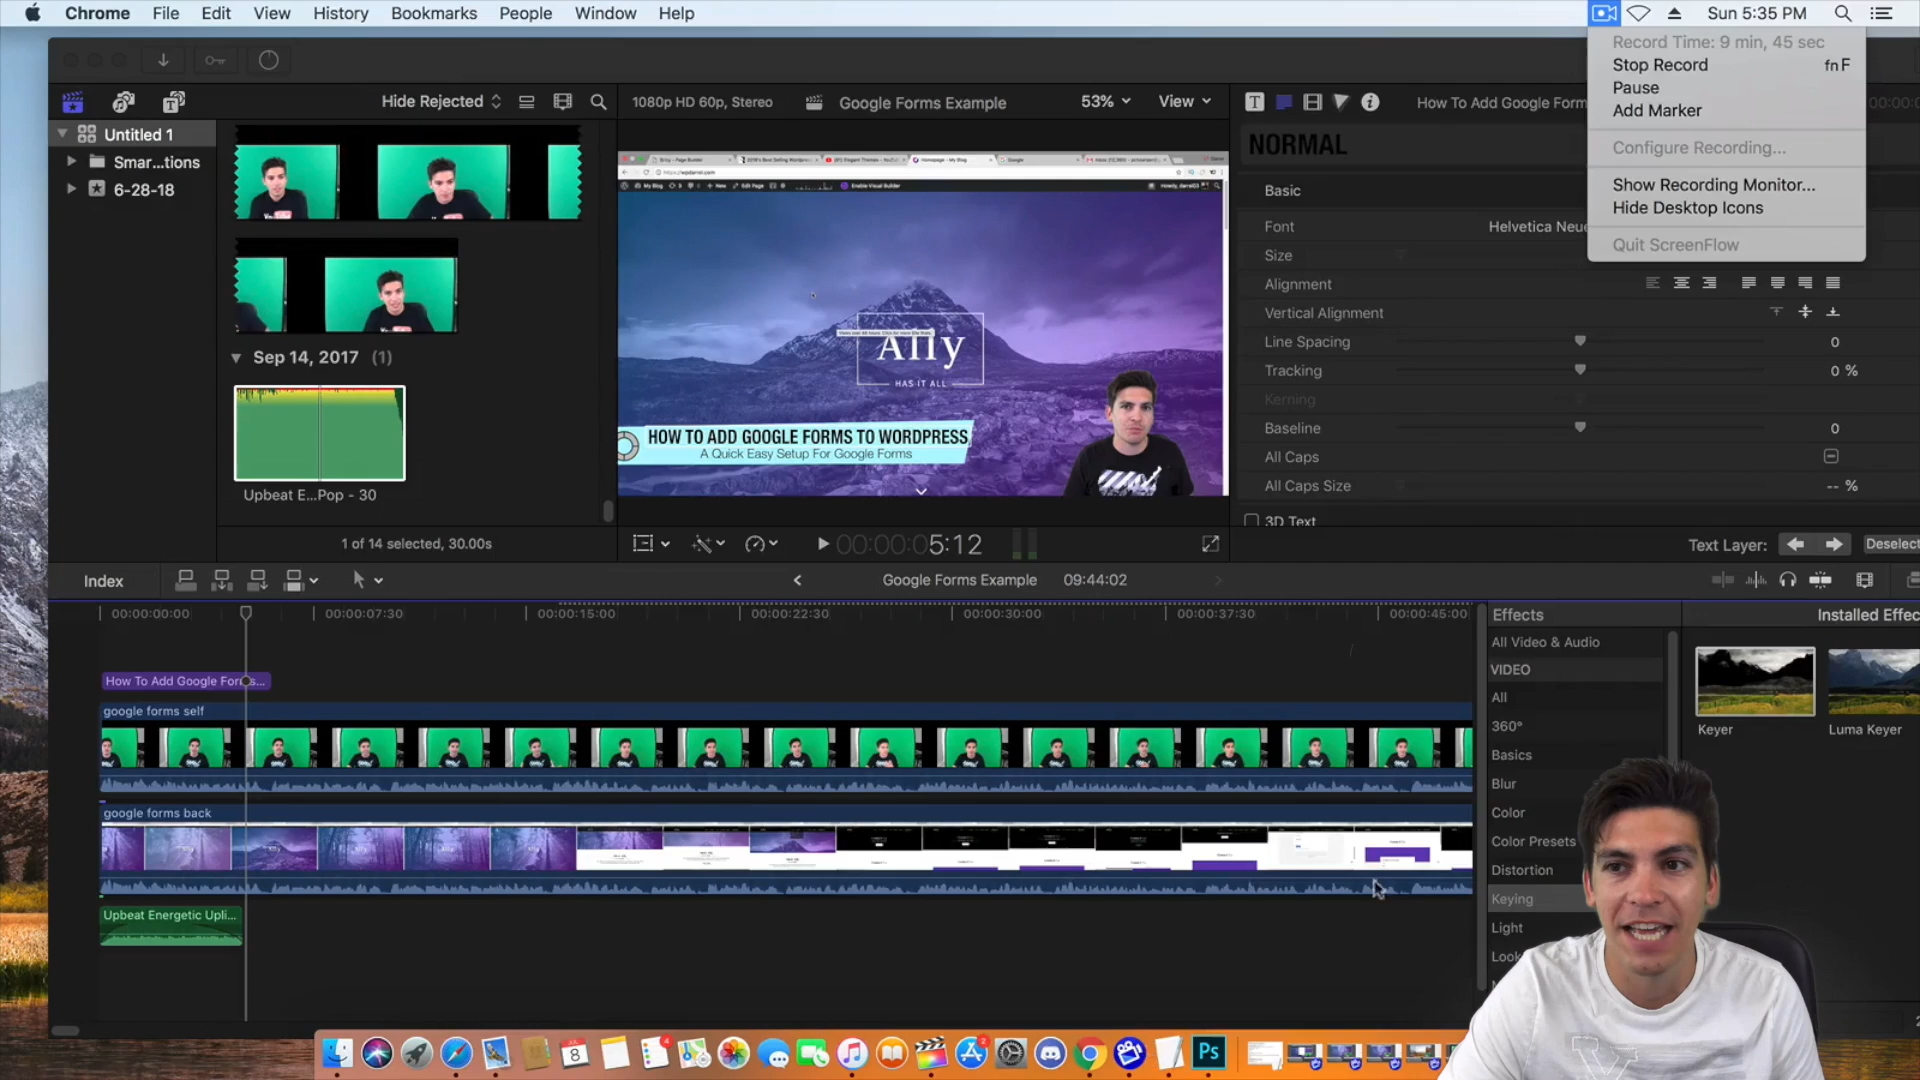 Chrome File Edit View History Bookmarks People Window Help
Sun 5:35 PM
Record Time: 9 min, 45 sec
Stop Record fn F
Pause
Add Marker
Configure Recording...
Show Recording Monitor...
Hide Desktop Icons
Quit ScreenFlow
Hide Rejected
1080p HD 60p, Stereo
Google Forms Example
53%
View
How To Add Google Form
00:00
Untitled 1
Smar...tions
6-28-18
Sep 14, 2017 (1)
Upbeat E...Pop - 30
1 of 14 selected, 30.00s
Ally
HAS IT ALL
HOW TO ADD GOOGLE FORMS TO WORDPRESS
A Quick Easy Setup For Google Forms
00:00:05:12
NORMAL
Basic
Font Helvetica Neue
Size
Alignment
Vertical Alignment
Line Spacing 0
Tracking 0 %
Kerning
Baseline 0
All Caps
All Caps Size -- %
3D Text
Text Layer: Deselect
Index
Google Forms Example 09:44:02
00:00:00:00 00:00:07:30 00:00:15:00 00:00:22:30 00:00:30:00 00:00:37:30 00:00:45:00
How To Add Google Forms...
google forms self
google forms back
Upbeat Energetic Upli...
Effects Installed Effec
All Video & Audio
VIDEO
All
360°
Basics
Blur
Color
Color Presets
Distortion
Keying
Light
Look
Keyer
Luma Keyer
8
4
2
Ps